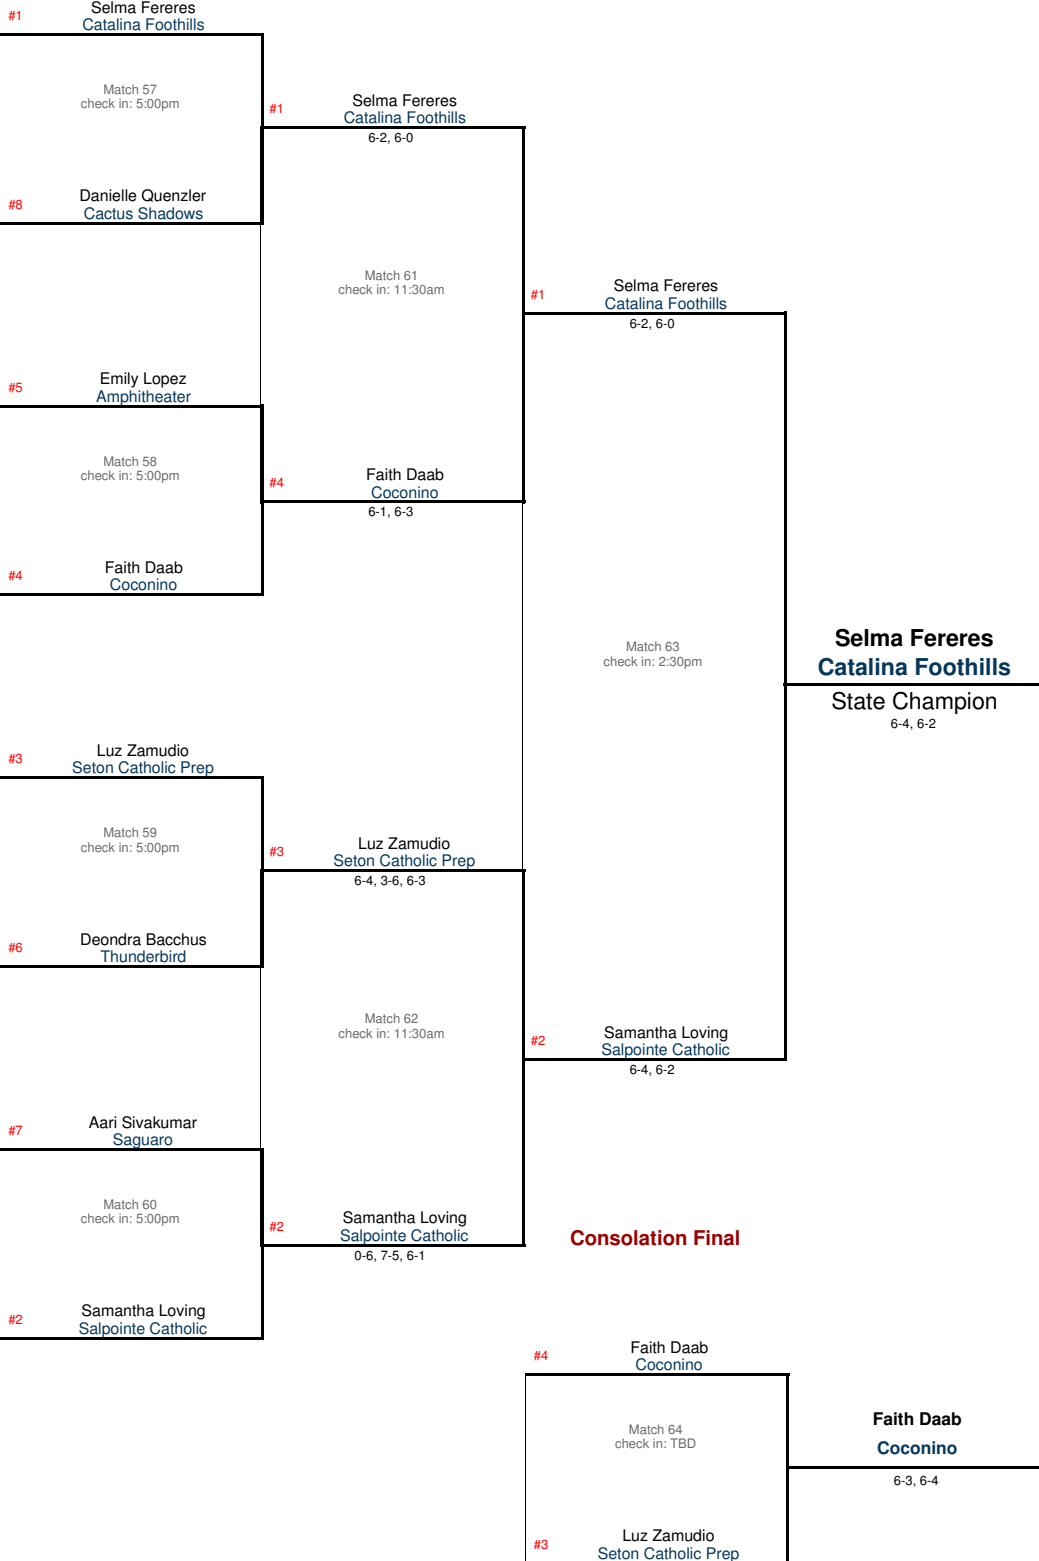 #1
Selma Fereres
Catalina Foothills
Match 57
check in: 5:00pm
#8
Danielle Quenzler
Cactus Shadows
#5
Emily Lopez
Amphitheater
Match 58
check in: 5:00pm
#4
Faith Daab
Coconino
#3
Luz Zamudio
Seton Catholic Prep
Match 59
check in: 5:00pm
#6
Deondra Bacchus
Thunderbird
#7
Aari Sivakumar
Saguaro
Match 60
check in: 5:00pm
#2
Samantha Loving
Salpointe Catholic
#1
Selma Fereres
Catalina Foothills
6-2, 6-0
Match 61
check in: 11:30am
#4
Faith Daab
Coconino
6-1, 6-3
#3
Luz Zamudio
Seton Catholic Prep
6-4, 3-6, 6-3
Match 62
check in: 11:30am
#2
Samantha Loving
Salpointe Catholic
0-6, 7-5, 6-1
#1
Selma Fereres
Catalina Foothills
6-2, 6-0
Match 63
check in: 2:30pm
#2
Samantha Loving
Salpointe Catholic
6-4, 6-2
Selma Fereres
Catalina Foothills
State Champion
6-4, 6-2
Consolation Final
#4
Faith Daab
Coconino
Match 64
check in: TBD
#3
Luz Zamudio
Seton Catholic Prep
Faith Daab
Coconino
6-3, 6-4